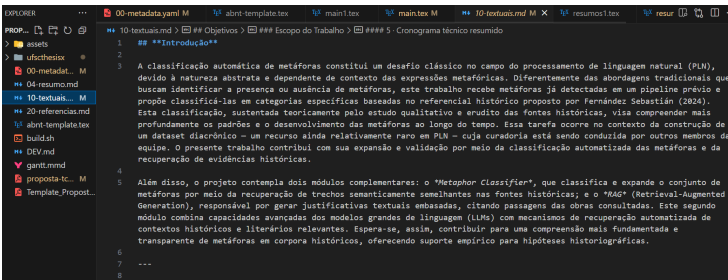 EXPLORER
00-metadata.yaml M
abnt-template.tex
main1.tex
main.tex M
10-textuais.md M
resumos1.tex
resur
PROP...
10-textuais.md > ## Objetivos > ### Escopo do Trabalho > #### 5 - Cronograma técnico resumido
assets
ufscthesisx
00-metadat... M
04-resumo.md
10-textuais.... M
20-referencias.md
abnt-template.tex
build.sh
DEV.md
gantt.mmd
proposta-tc... M
Template_Propost...
1 ## **Introdução**
2
3 A classificação automática de metáforas constitui um desafio clássico no campo do processamento de linguagem natural (PLN),
devido à natureza abstrata e dependente de contexto das expressões metafóricas. Diferentemente das abordagens tradicionais que
buscam identificar a presença ou ausência de metáforas, este trabalho recebe metáforas já detectadas em um pipeline prévio e
propõe classificá-las em categorias específicas baseadas no referencial histórico proposto por Fernández Sebastián (2024).
Esta classificação, sustentada teoricamente pelo estudo qualitativo e erudito das fontes históricas, visa compreender mais
profundamente os padrões e o desenvolvimento das metáforas ao longo do tempo. Essa tarefa ocorre no contexto da construção de
um dataset diacrônico — um recurso ainda relativamente raro em PLN — cuja curadoria está sendo conduzida por outros membros da
equipe. O presente trabalho contribui com sua expansão e validação por meio da classificação automatizada das metáforas e da
recuperação de evidências históricas.
4
5 Além disso, o projeto contempla dois módulos complementares: o *Metaphor Classifier*, que classifica e expande o conjunto de
metáforas por meio da recuperação de trechos semanticamente semelhantes nas fontes históricas; e o *RAG* (Retrieval-Augmented
Generation), responsável por gerar justificativas textuais embasadas, citando passagens das obras consultadas. Este segundo
módulo combina capacidades avançadas dos modelos grandes de linguagem (LLMs) com mecanismos de recuperação automatizada de
contextos históricos e literários relevantes. Espera-se, assim, contribuir para uma compreensão mais fundamentada e
transparente de metáforas em corpora históricos, oferecendo suporte empírico para hipóteses historiográficas.
6
7 ---
8